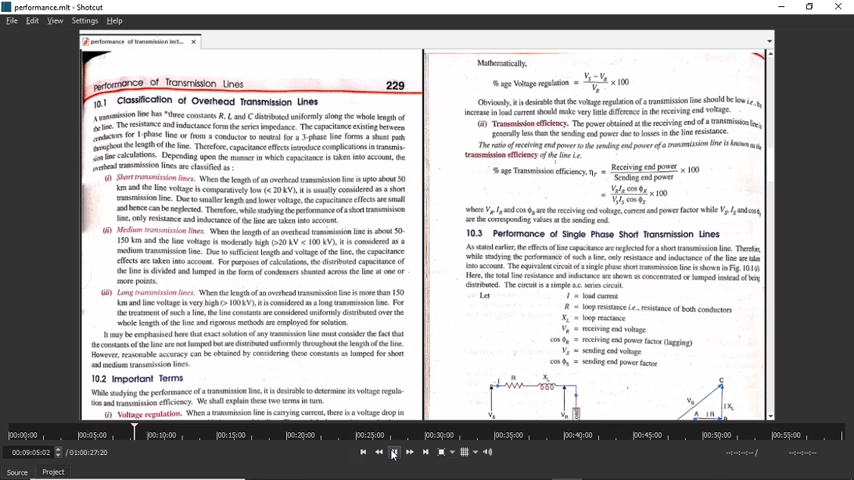 performance.mlt - Shotcut
File Edit View Settings Help
performance of transmission
Performance of Transmission Lines 229
10.1 Classification of Overhead Transmission Lines
A transmission line has *three constants R, L and C distributed uniformly along the whole length of
the line. The resistance and inductance form the series impedance. The capacitance existing between
conductors for 1-phase line or from a conductor to neutral for a 3-phase line forms a shunt path
throughout the length of the line. Therefore, capacitance effects introduce complications in transmis-
sion line calculations. Depending upon the manner in which capacitance is taken into account, the
overhead transmission lines are classified as :
(i) Short transmission lines. When the length of an overhead transmission line is upto about 50
km and the line voltage is comparatively low (< 20 kV), it is usually considered as a short
transmission line. Due to smaller length and lower voltage, the capacitance effects are small
and hence can be neglected. Therefore, while studying the performance of a short transmission
line, only resistance and inductance of the line are taken into account.
(ii) Medium transmission lines. When the length of an overhead transmission line is about 50-
150 km and the line voltage is moderatly high (>20 kV < 100 kV), it is considered as a
medium transmission line. Due to sufficient length and voltage of the line, the capacitance
effects are taken into account. For purposes of calculations, the distributed capacitance of
the line is divided and lumped in the form of condensers shunted across the line at one or
more points.
(iii) Long transmission lines. When the length of an overhead transmission line is more than 150
km and line voltage is very high (> 100 kV), it is considered as a long transmission line. For
the treatment of such a line, the line constants are considered uniformly distributed over the
whole length of the line and rigorous methods are employed for solution.
It may be emphasised here that exact solution of any transmission line must consider the fact that
the constants of the line are not lumped but are distributed uniformly throughout the length of the line.
However, reasonable accuracy can be obtained by considering these constants as lumped for short
and medium transmission lines.
10.2 Important Terms
While studying the performance of a transmission line, it is desirable to determine its voltage regula-
tion and transmission efficiency. We shall explain these two terms in turn.
(i) Voltage regulation. When a transmission line is carrying current, there is a voltage drop in
Mathematically,
% age Voltage regulation = (V_S − V_R) / V_R × 100
Obviously, it is desirable that the voltage regulation of a transmission line should be low i.e., the
increase in load current should make very little difference in the receiving end voltage.
(ii) Transmission efficiency. The power obtained at the receiving end of a transmission line is
generally less than the sending end power due to losses in the line resistance.
The ratio of receiving end power to the sending end power of a transmission line is known as the
transmission efficiency of the line i.e.
% age Transmission efficiency, η_T = Receiving end power / Sending end power × 100
= V_R I_R cos φ_R / V_S I_S cos φ_S × 100
where V_R, I_R and cos φ_R are the receiving end voltage, current and power factor while V_S, I_S and cos φ_S
are the corresponding values at the sending end.
10.3 Performance of Single Phase Short Transmission Lines
As stated earlier, the effects of line capacitance are neglected for a short transmission line. Therefore,
while studying the performance of such a line, only resistance and inductance of the line are taken
into account. The equivalent circuit of a single phase short transmission line is shown in Fig. 10.1 (i).
Here, the total line resistance and inductance are shown as concentrated or lumped instead of being
distributed. The circuit is a simple a.c. series circuit.
Let I = load current
R = loop resistance i.e., resistance of both conductors
X_L = loop reactance
V_R = receiving end voltage
cos φ_R = receiving end power factor (lagging)
V_S = sending end voltage
cos φ_S = sending end power factor
I R X_L C
V_S I X_L
V_S V_R A I R B
00:00:00 00:05:00 00:10:00 00:15:00 00:20:00 00:25:00 00:30:00 00:35:00 00:40:00 00:45:00 00:50:00 00:55:00
00:09:05:02 / 01:00:27:20 --:--:--:-- / --:--:--:--
Source Project